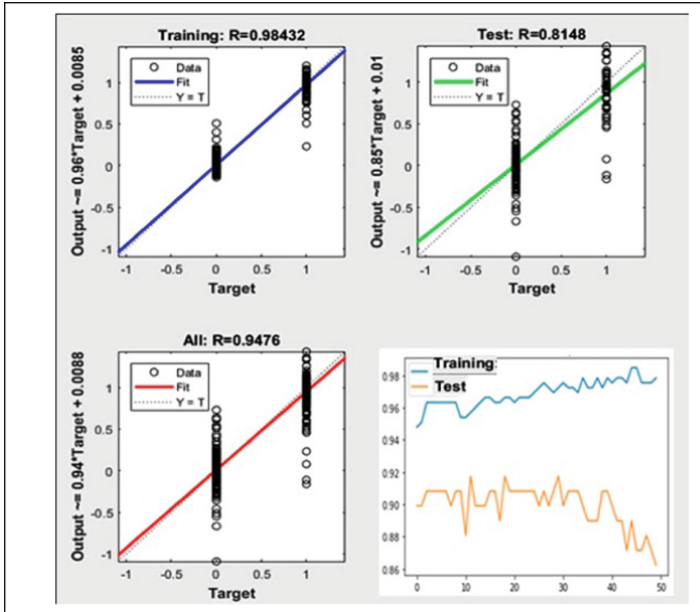 Training: R=0.98432
Output ~= 0.96*Target + 0.0085
Data
Fit
Y = T
1
0.5
0
-0.5
-1
-1
-0.5
0
0.5
1
Target
Test: R=0.8148
Output ~= 0.85*Target + 0.01
Data
Fit
Y = T
1
0.5
0
-0.5
-1
-1
-0.5
0
0.5
1
Target
All: R=0.9476
Output ~= 0.94*Target + 0.0088
Data
Fit
Y = T
1
0.5
0
-0.5
-1
-1
-0.5
0
0.5
1
Target
Training
Test
0.98
0.96
0.94
0.92
0.90
0.88
0.86
0
10
20
30
40
50